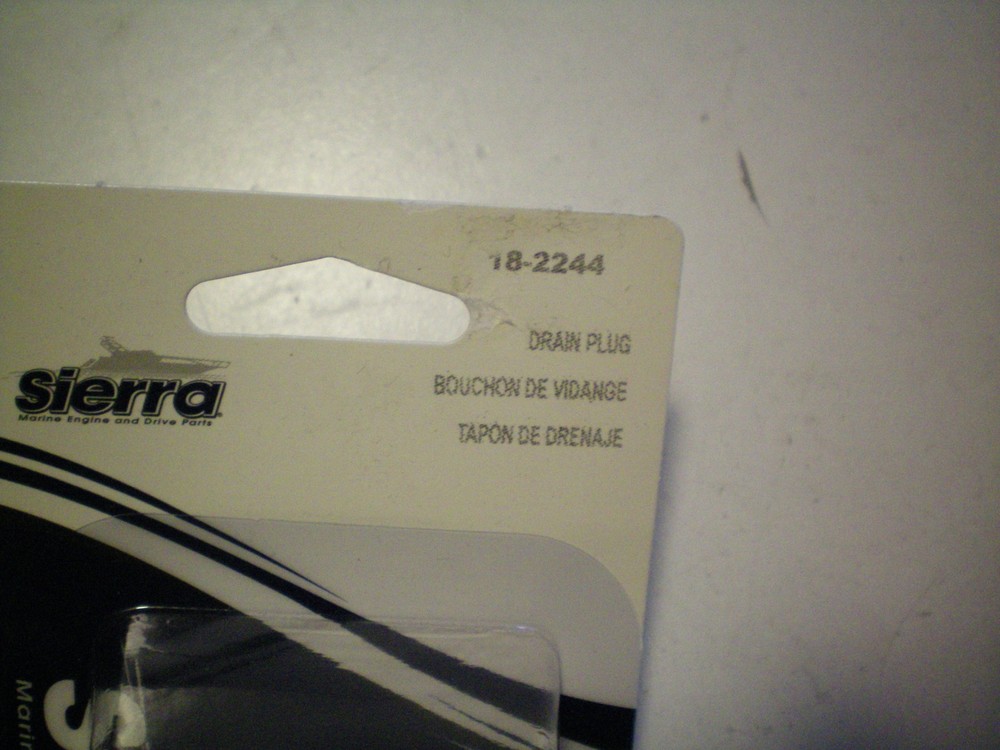 18-2244
DRAIN PLUG
BOUCHON DE VIDANGE
TAPON DE DRENAJE
Sierra
Marine Engine and Drive Parts